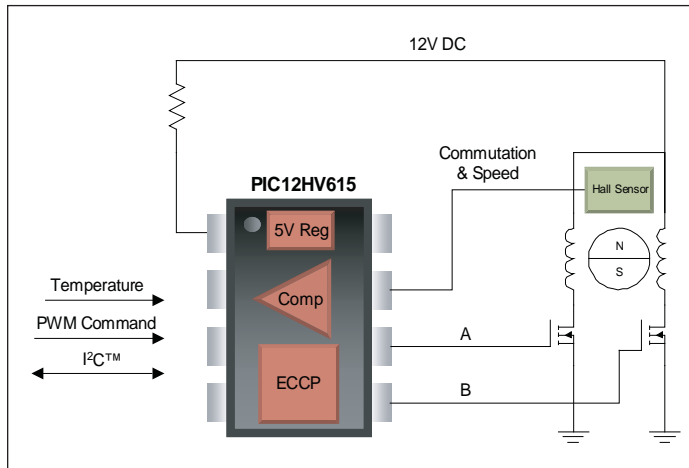 12V DC
Commutation
& Speed
PIC12HV615
Hall Sensor
5V Reg
N
S
Temperature
Comp
PWM Command
A
I²C™
ECCP
B